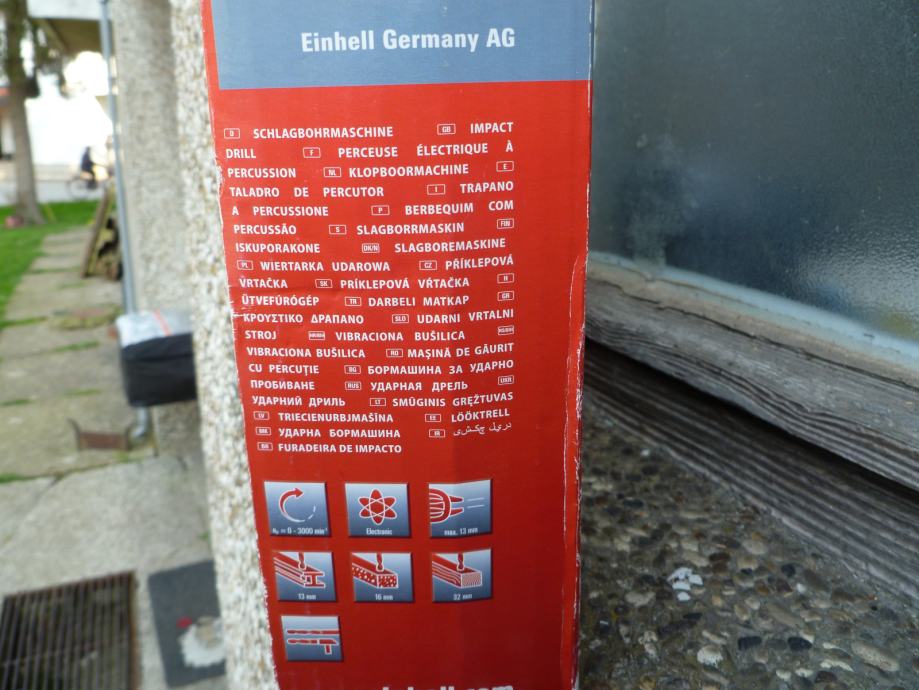 Einhell Germany AG
D SCHLAGBOHRMASCHINE GB IMPACT
DRILL F PERCEUSE ÉLECTRIQUE À
PERCUSSION NL KLOPBOORMACHINE E
TALADRO DE PERCUTOR I TRAPANO
A PERCUSSIONE P BERBEQUIM COM
PERCUSSÃO S SLAGBORRMASKIN FIN
ISKUPORAKONE DK/N SLAGBOREMASKINE
PL WIERTARKA UDAROWA CZ PŘÍKLEPOVÁ
VRTAČKA SK PRÍKLEPOVÁ VŔTAČKA H
ÜTVEFÚRÓGÉP TR DARBELI MATKAP GR
ΚΡΟΥΣΤΙΚΟ ΔΡΑΠΑΝΟ SLO UDARNI VRTALNI
STROJ HR/BIH VIBRACIONA BUŠILICA
VIBRACIONA BUŠILICA RO MAŞINĂ DE GĂURIT
CU PERCUŢIE BG БОРМАШИНА ЗА УДАРНО
ПРОБИВАНЕ RUS УДАРНАЯ ДРЕЛЬ UKR
УДАРНИЙ ДРИЛЬ LT SMŪGINIS GRĘŽTUVAS
LV TRIECIENURBJMAŠĪNA EE LÖÖKTRELL
УДАРНА БОРМАШИНА IR دریل چکشی
BR FURADEIRA DE IMPACTO
n₀ = 0 - 3000 min⁻¹ Electronic max. 13 mm
13 mm 16 mm 32 mm